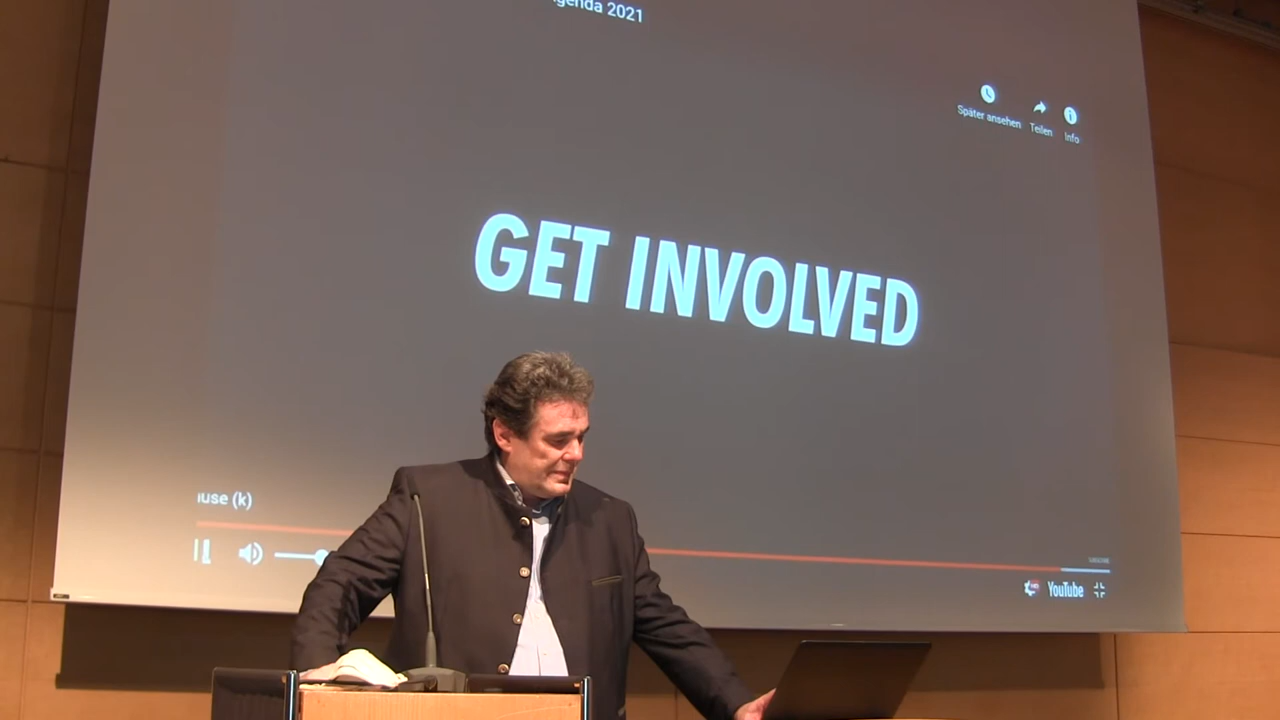 genda 2021
Später ansehen
Teilen
Info
GET INVOLVED
use (k)
YouTube